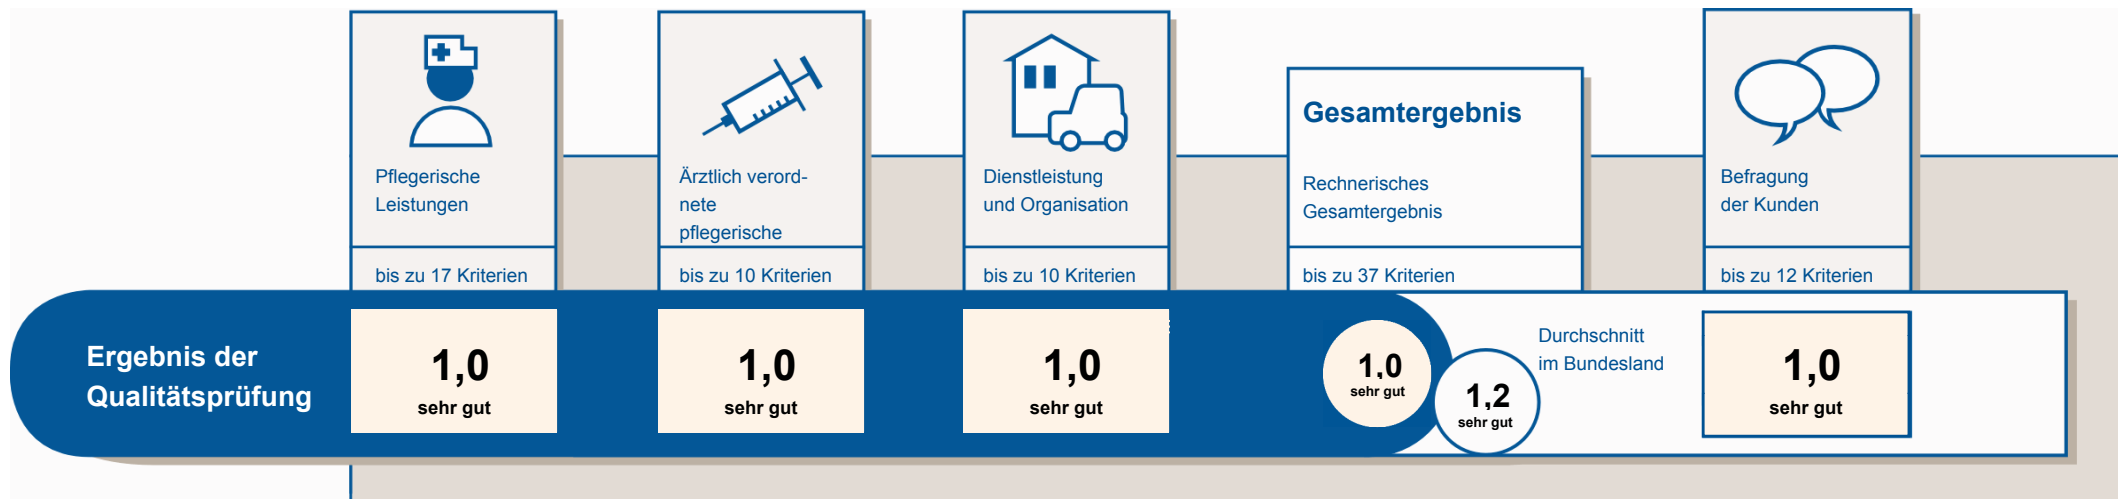 Pflegerische
Leistungen
bis zu 17 Kriterien
Ärztlich verord-
nete
pflegerische
bis zu 10 Kriterien
Dienstleistung
und Organisation
bis zu 10 Kriterien
Gesamtergebnis
Rechnerisches
Gesamtergebnis
bis zu 37 Kriterien
Befragung
der Kunden
bis zu 12 Kriterien
Ergebnis der
Qualitätsprüfung
1,0
sehr gut
1,0
sehr gut
1,0
sehr gut
1,0
sehr gut
1,2
sehr gut
Durchschnitt
im Bundesland
1,0
sehr gut